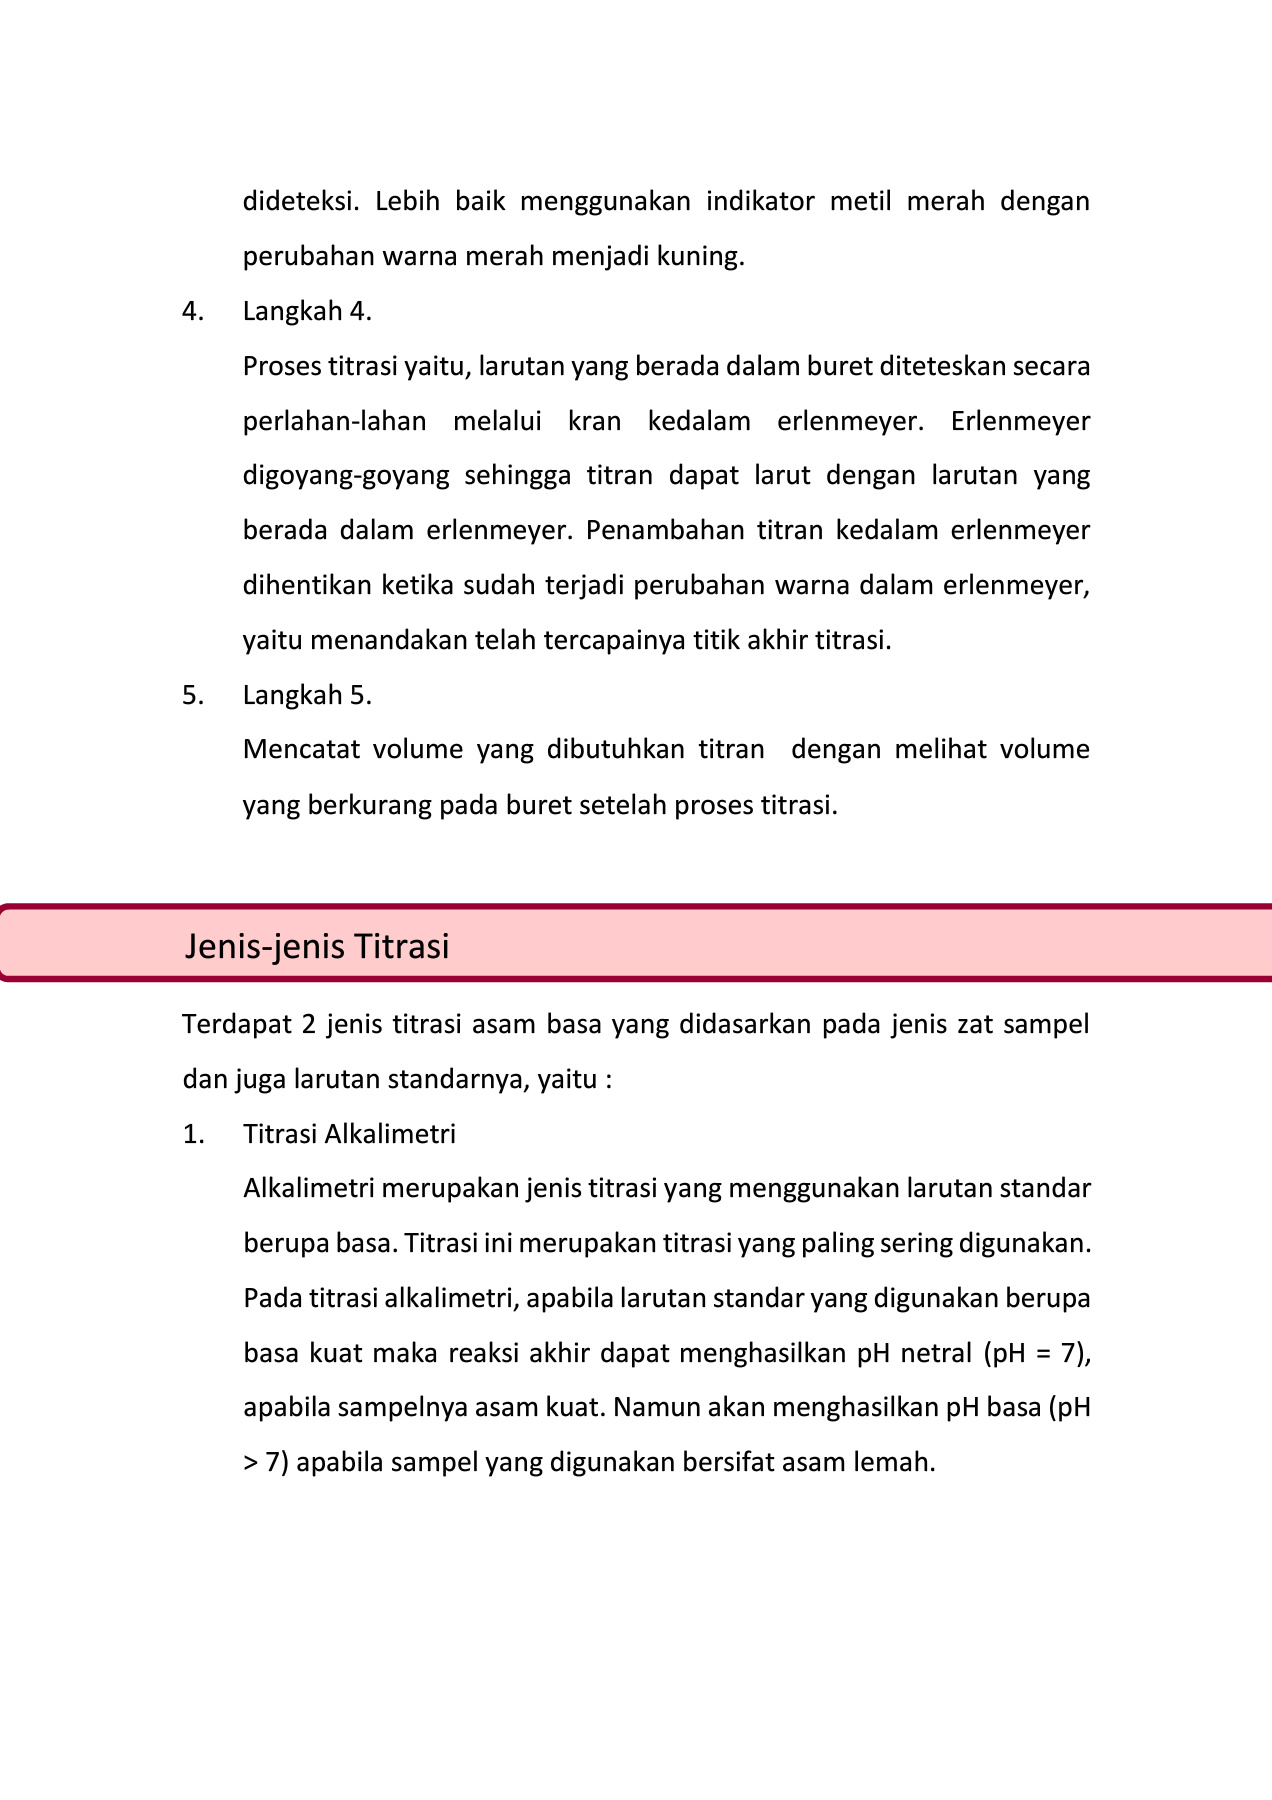 dideteksi. Lebih baik menggunakan indikator metil merah dengan
perubahan warna merah menjadi kuning.
4. Langkah 4.
Proses titrasi yaitu, larutan yang berada dalam buret diteteskan secara
perlahan-lahan melalui kran kedalam erlenmeyer. Erlenmeyer
digoyang-goyang sehingga titran dapat larut dengan larutan yang
berada dalam erlenmeyer. Penambahan titran kedalam erlenmeyer
dihentikan ketika sudah terjadi perubahan warna dalam erlenmeyer,
yaitu menandakan telah tercapainya titik akhir titrasi.
5. Langkah 5.
Mencatat volume yang dibutuhkan titran  dengan melihat volume
yang berkurang pada buret setelah proses titrasi.
Jenis-jenis Titrasi
Terdapat 2 jenis titrasi asam basa yang didasarkan pada jenis zat sampel
dan juga larutan standarnya, yaitu :
1. Titrasi Alkalimetri
Alkalimetri merupakan jenis titrasi yang menggunakan larutan standar
berupa basa. Titrasi ini merupakan titrasi yang paling sering digunakan.
Pada titrasi alkalimetri, apabila larutan standar yang digunakan berupa
basa kuat maka reaksi akhir dapat menghasilkan pH netral (pH = 7),
apabila sampelnya asam kuat. Namun akan menghasilkan pH basa (pH
> 7) apabila sampel yang digunakan bersifat asam lemah.